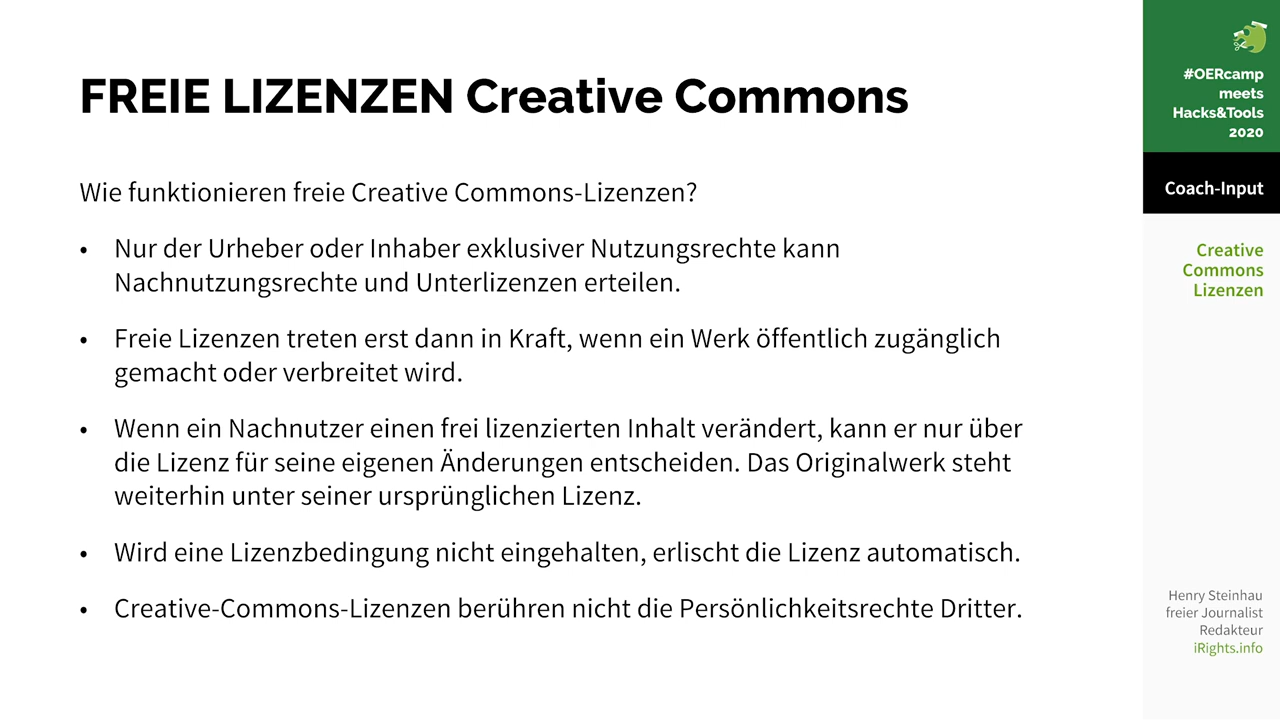 FREIE LIZENZEN Creative Commons
Wie funktionieren freie Creative Commons-Lizenzen?
• Nur der Urheber oder Inhaber exklusiver Nutzungsrechte kann
Nachnutzungsrechte und Unterlizenzen erteilen.
• Freie Lizenzen treten erst dann in Kraft, wenn ein Werk öffentlich zugänglich
gemacht oder verbreitet wird.
• Wenn ein Nachnutzer einen frei lizenzierten Inhalt verändert, kann er nur über
die Lizenz für seine eigenen Änderungen entscheiden. Das Originalwerk steht
weiterhin unter seiner ursprünglichen Lizenz.
• Wird eine Lizenzbedingung nicht eingehalten, erlischt die Lizenz automatisch.
• Creative-Commons-Lizenzen berühren nicht die Persönlichkeitsrechte Dritter.
#OERcamp
meets
Hacks&Tools
2020
Coach-Input
Creative
Commons
Lizenzen
Henry Steinhau
freier Journalist
Redakteur
iRights.info